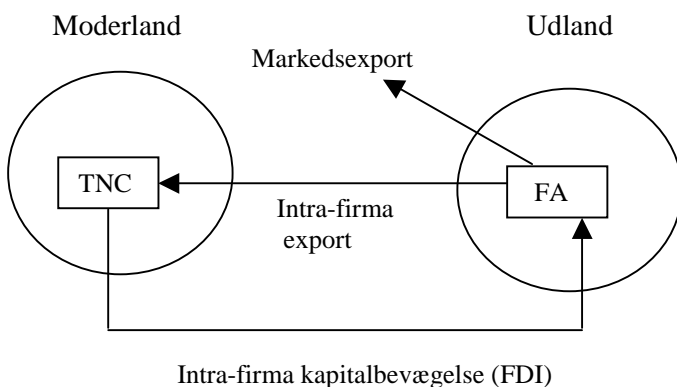 Moderland
Udland
Markedsexport
TNC
FA
Intra-firma
export
Intra-firma kapitalbevægelse (FDI)